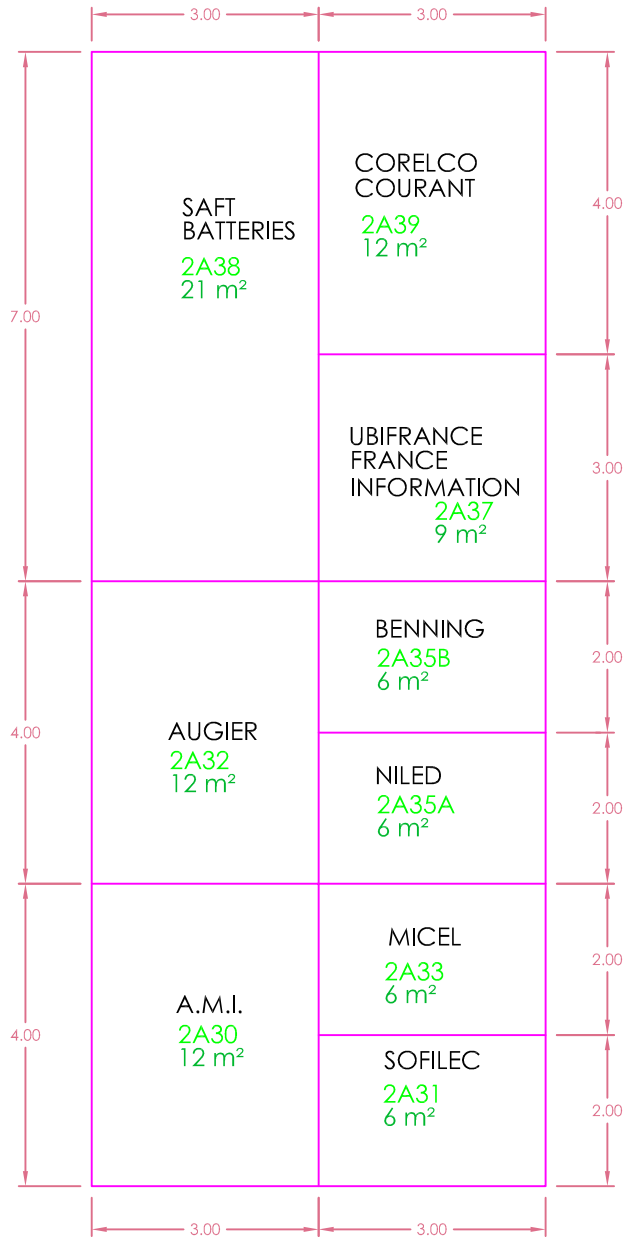 3.00
3.00
SAFT
BATTERIES
2A38
21 m²
CORELCO
COURANT
2A39
12 m²
4.00
7.00
UBIFRANCE
FRANCE
INFORMATION
2A37
9 m²
3.00
BENNING
2A35B
6 m²
2.00
AUGIER
2A32
12 m²
4.00
NILED
2A35A
6 m²
2.00
MICEL
2A33
6 m²
2.00
A.M.I.
2A30
12 m²
4.00
SOFILEC
2A31
6 m²
2.00
3.00
3.00